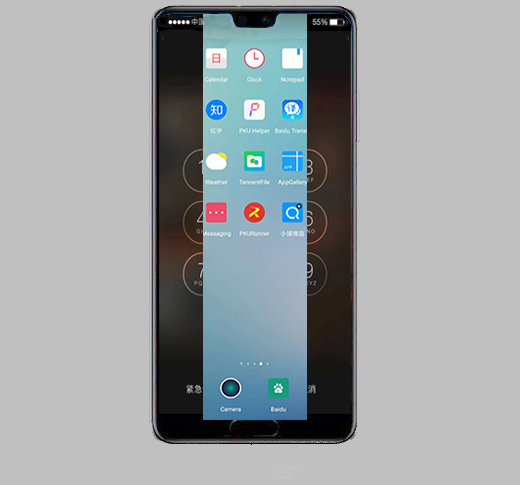 中国 55%
日
Calendar Clock Notepad
知 P 译
知乎 PKU Helper Baidu Transl
Weather TencentFile AppGallery
Messaging PKURunner 小猿搜题
紧急 消
Camera Baidu